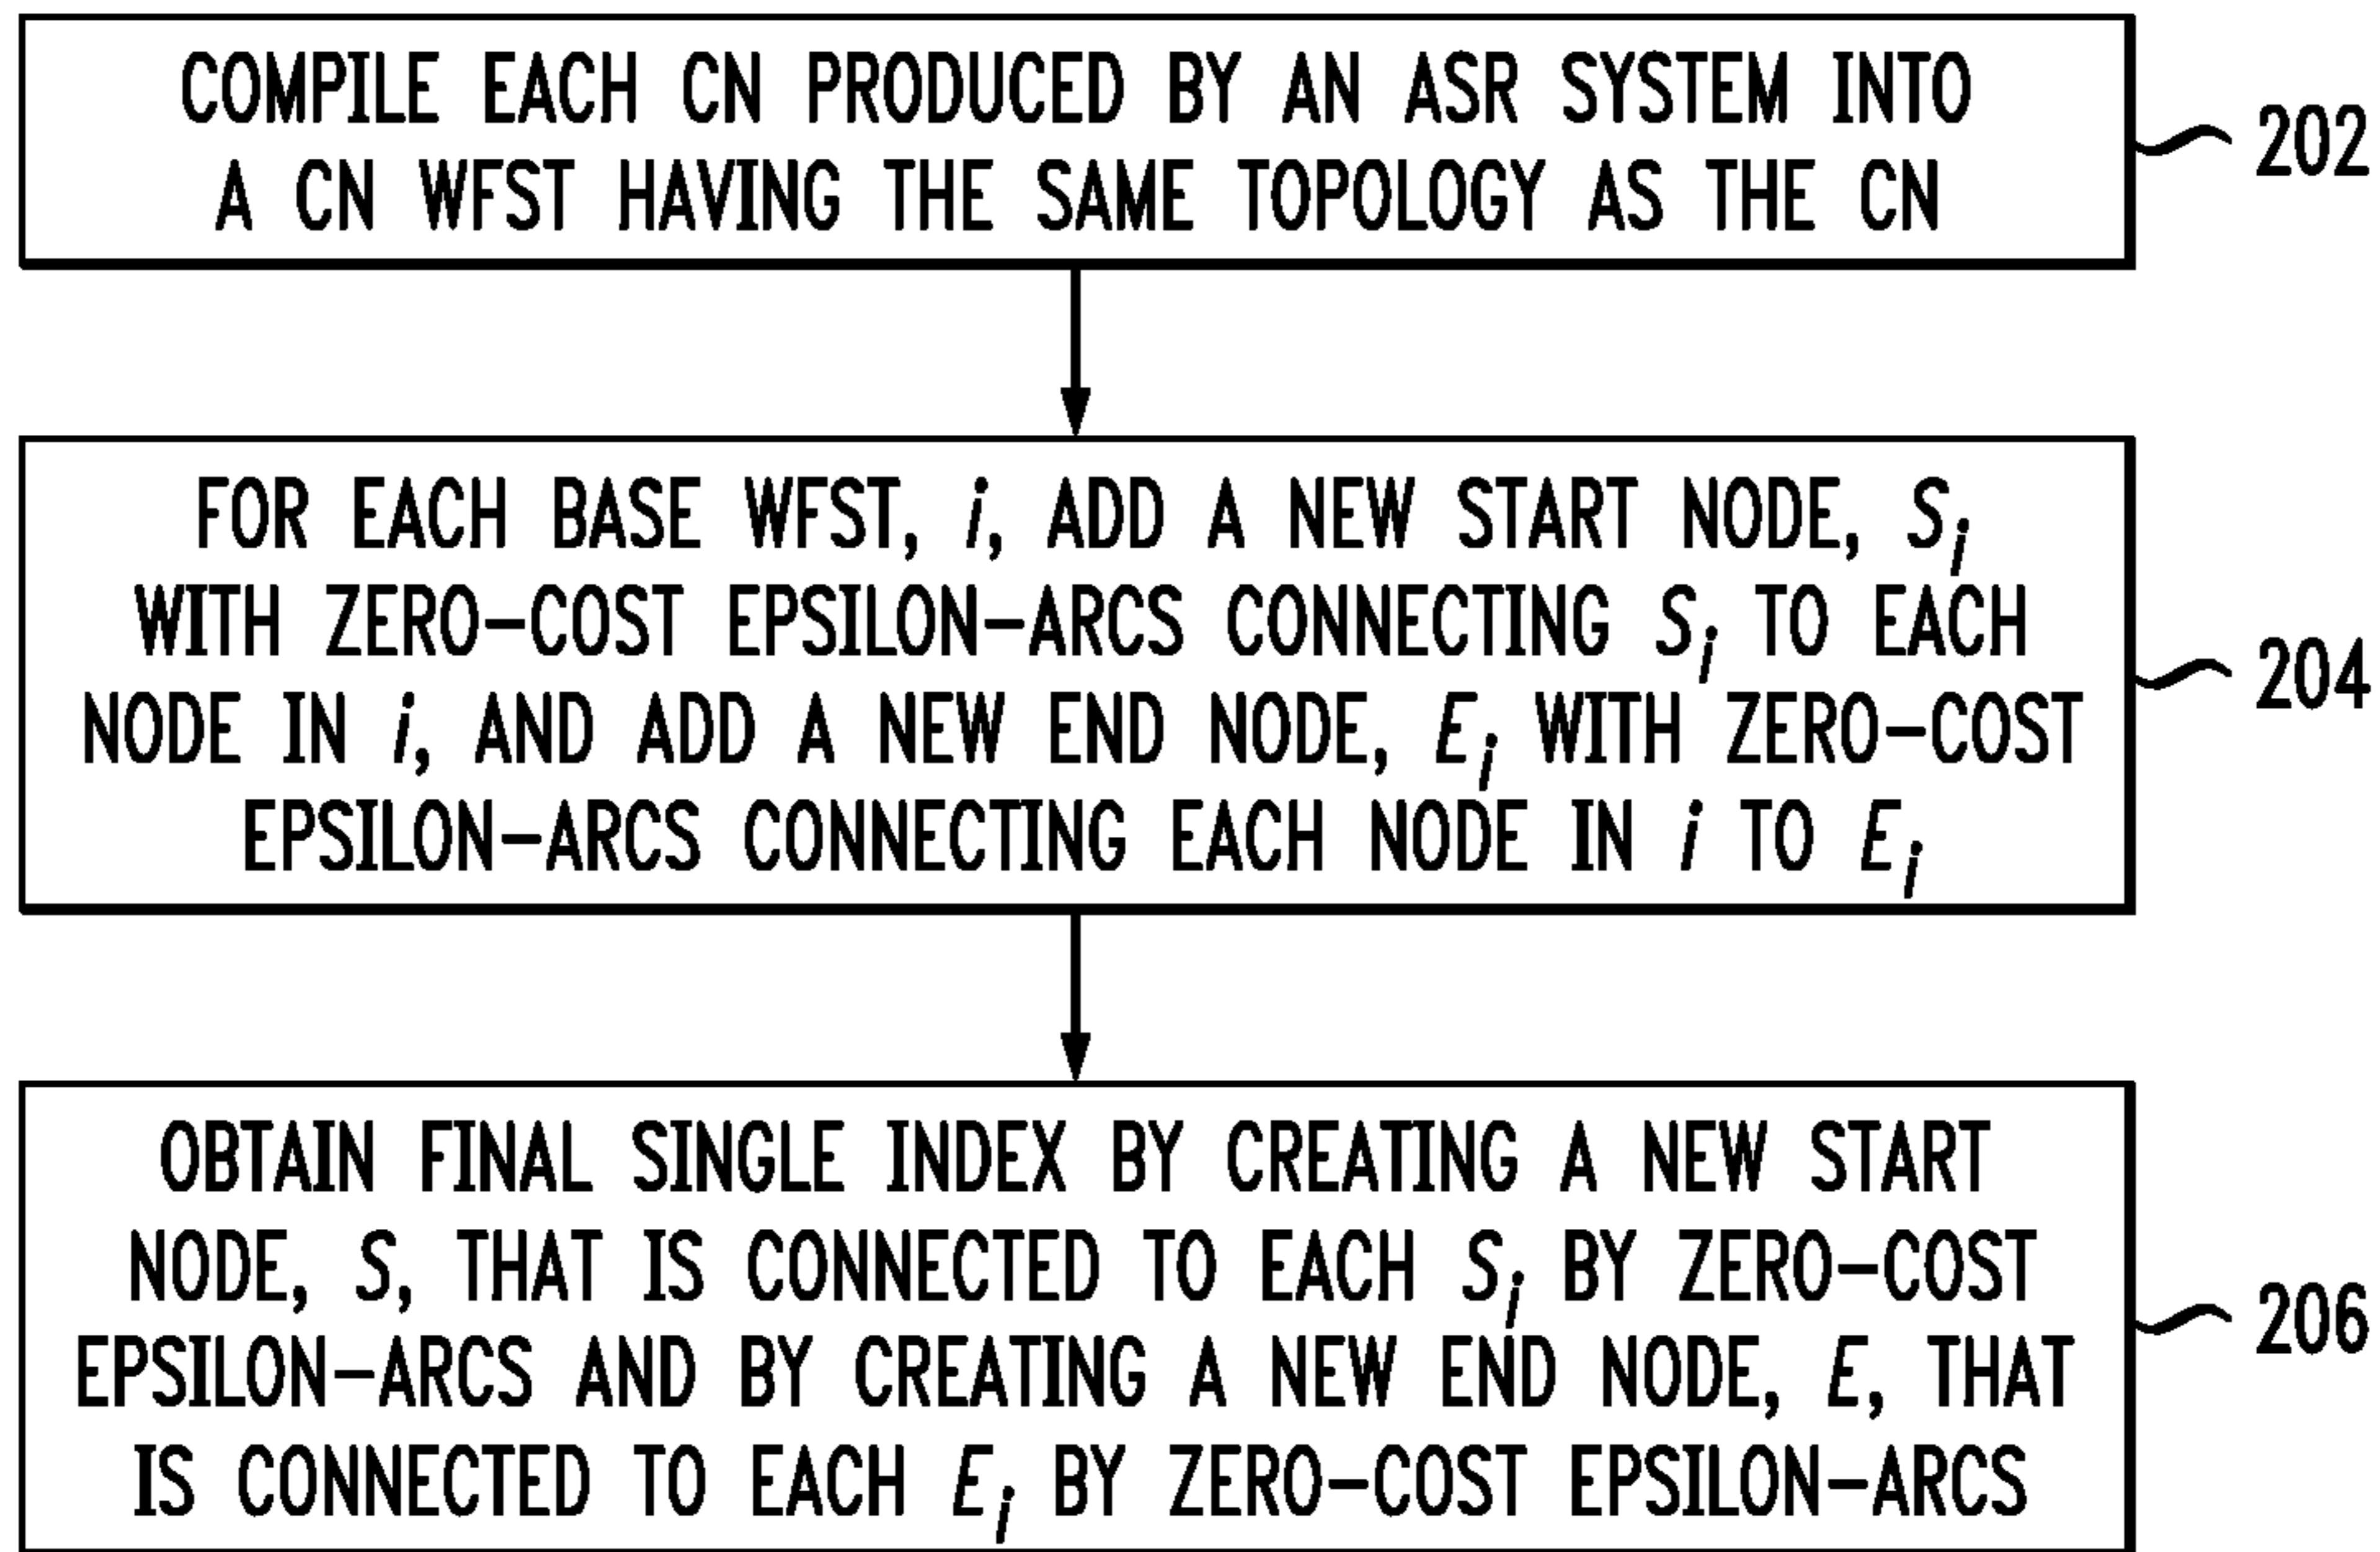 COMPILE EACH CN PRODUCED BY AN ASR SYSTEM INTO
A CN WFST HAVING THE SAME TOPOLOGY AS THE CN
202
FOR EACH BASE WFST, i, ADD A NEW START NODE, Si
WITH ZERO-COST EPSILON-ARCS CONNECTING Si TO EACH
NODE IN i, AND ADD A NEW END NODE, Ei WITH ZERO-COST
EPSILON-ARCS CONNECTING EACH NODE IN i TO Ei
204
OBTAIN FINAL SINGLE INDEX BY CREATING A NEW START
NODE, S, THAT IS CONNECTED TO EACH Si BY ZERO-COST
EPSILON-ARCS AND BY CREATING A NEW END NODE, E, THAT
IS CONNECTED TO EACH Ei BY ZERO-COST EPSILON-ARCS
206